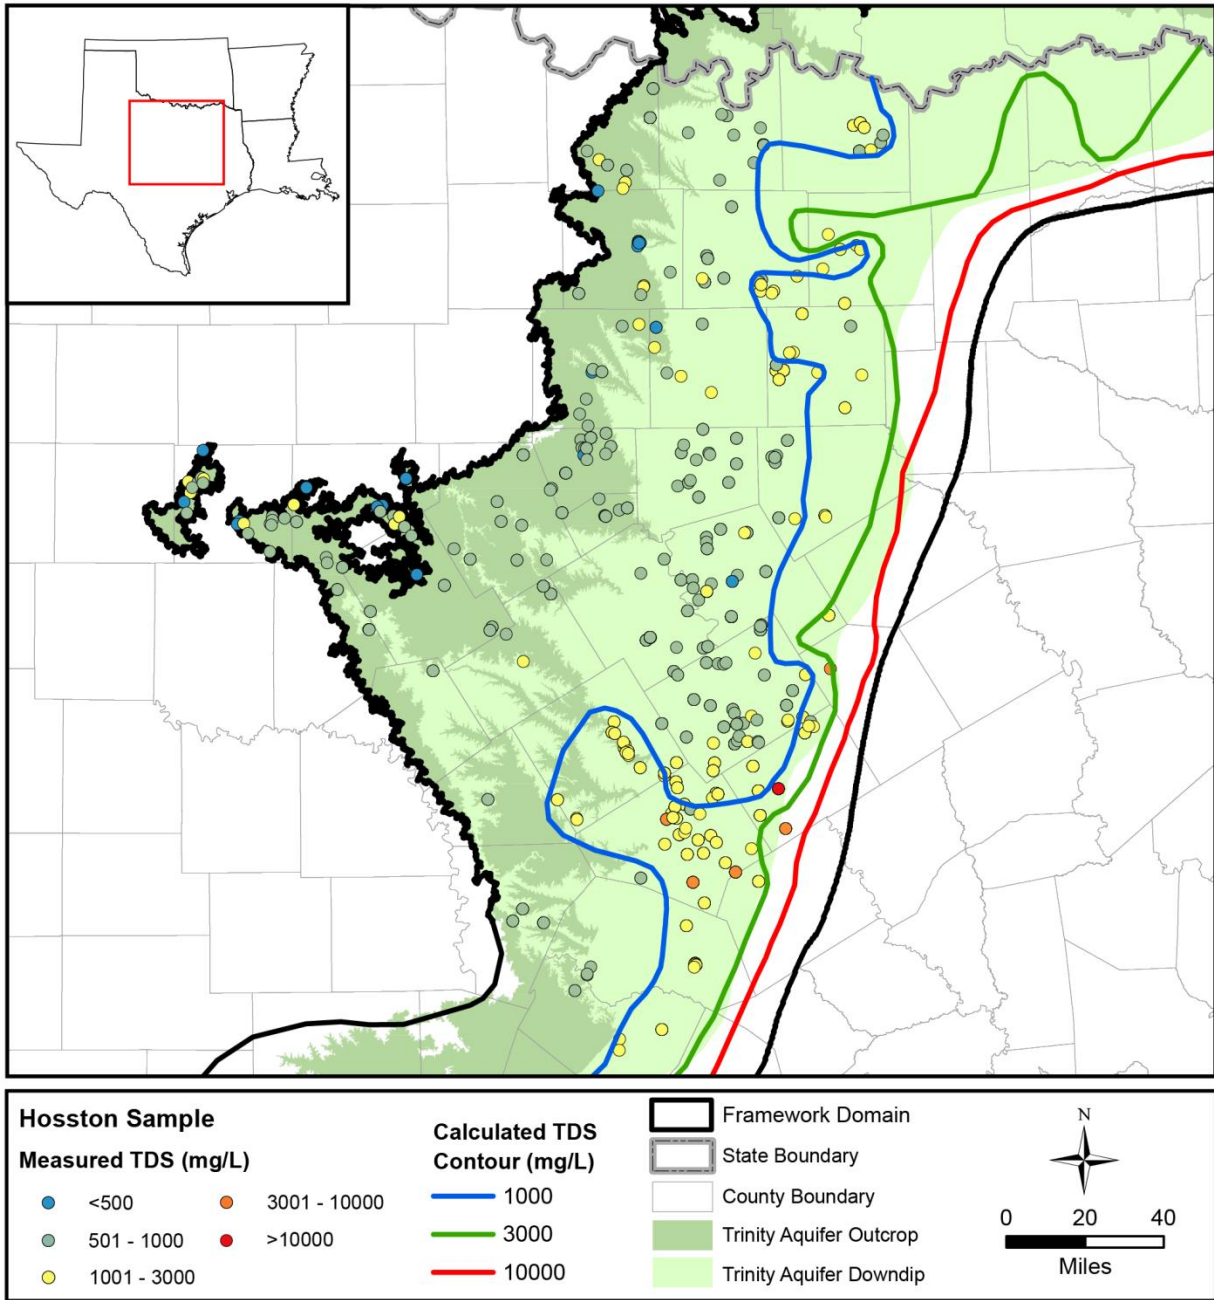 Hosston Sample
Measured TDS (mg/L)
<500
501 - 1000
1001 - 3000
3001 - 10000
>10000
Calculated TDS
Contour (mg/L)
1000
3000
10000
Framework Domain
State Boundary
County Boundary
Trinity Aquifer Outcrop
Trinity Aquifer Downdip
N
0 20 40
Miles